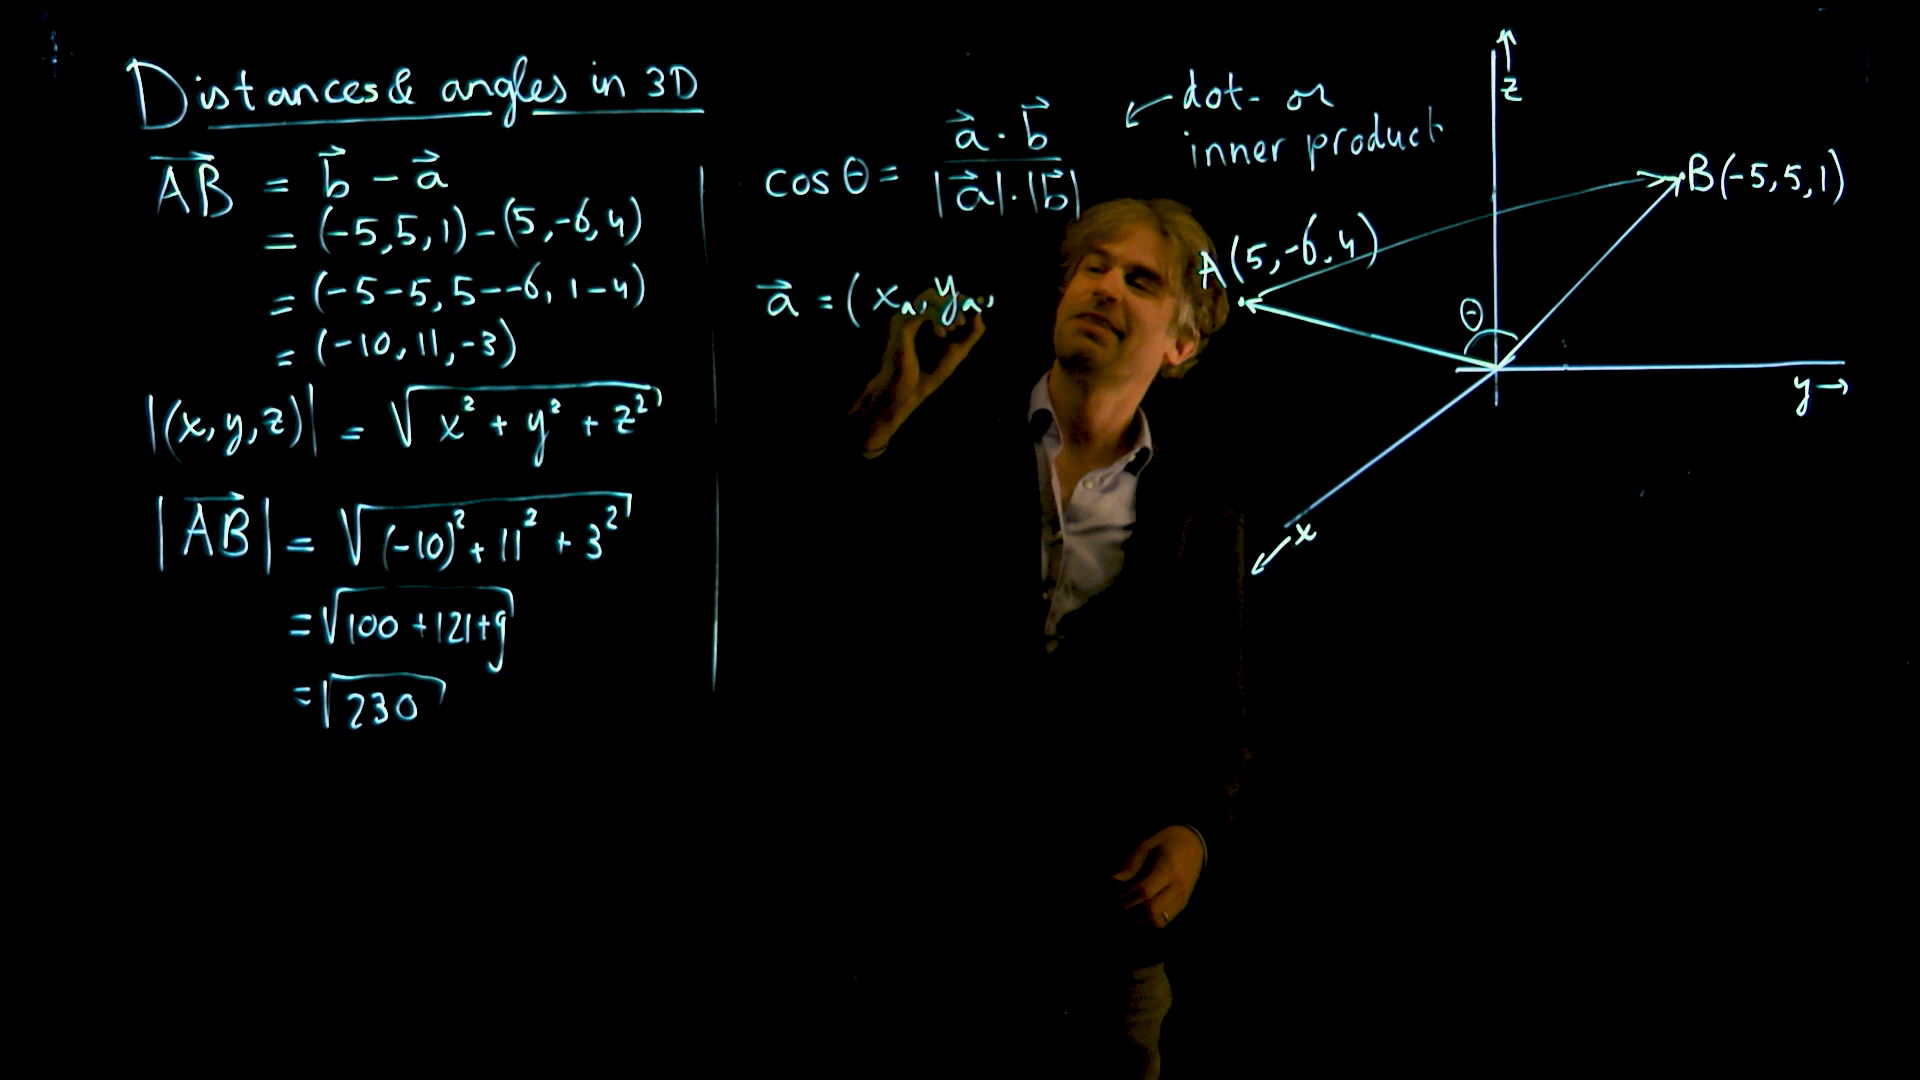 Distances & angles in 3D
AB = b - a
= (-5,5,1) - (5,-6,4)
= (-5-5, 5--6, 1-4)
= (-10, 11, -3)
|(x,y,z)| = √x² + y² + z²
|AB| = √(-10)² + 11² + 3²
= √100 + 121 + 9
= √230
cos θ = a · b
|a| · |b|
dot- or
inner product
a = (xₐ, yₐ,
z
B(-5,5,1)
A(5,-6,4)
θ
y →
x